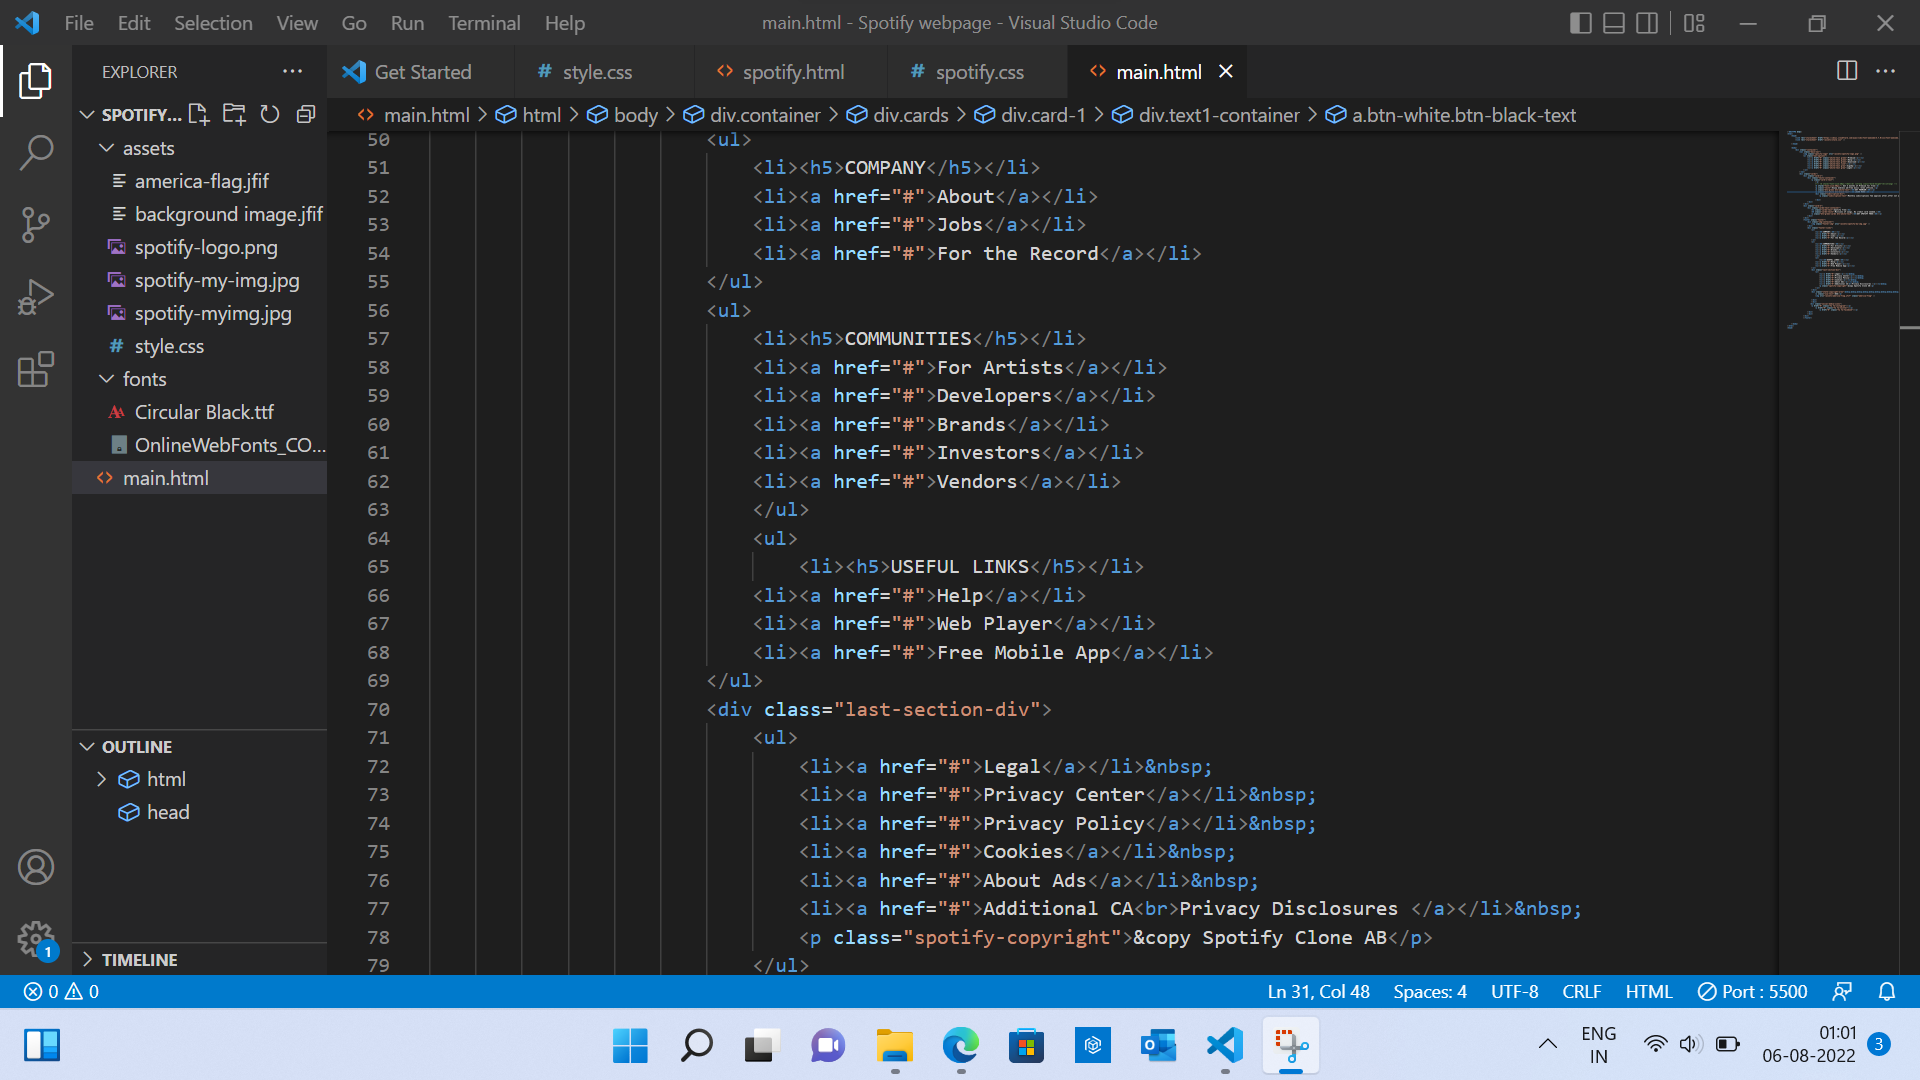 File Edit Selection View Go Run Terminal Help
main.html - Spotify webpage - Visual Studio Code
EXPLORER
Get Started
style.css
spotify.html
spotify.css
main.html
SPOTIFY...
main.html > html > body > div.container > div.cards > div.card-1 > div.text1-container > a.btn-white.btn-black-text
assets
america-flag.jfif
background image.jfif
spotify-logo.png
spotify-my-img.jpg
spotify-myimg.jpg
style.css
fonts
Circular Black.ttf
OnlineWebFonts_CO...
main.html
OUTLINE
html
head
TIMELINE
50 <ul>
51 <li><h5>COMPANY</h5></li>
52 <li><a href="#">About</a></li>
53 <li><a href="#">Jobs</a></li>
54 <li><a href="#">For the Record</a></li>
55 </ul>
56 <ul>
57 <li><h5>COMMUNITIES</h5></li>
58 <li><a href="#">For Artists</a></li>
59 <li><a href="#">Developers</a></li>
60 <li><a href="#">Brands</a></li>
61 <li><a href="#">Investors</a></li>
62 <li><a href="#">Vendors</a></li>
63 </ul>
64 <ul>
65 <li><h5>USEFUL LINKS</h5></li>
66 <li><a href="#">Help</a></li>
67 <li><a href="#">Web Player</a></li>
68 <li><a href="#">Free Mobile App</a></li>
69 </ul>
70 <div class="last-section-div">
71 <ul>
72 <li><a href="#">Legal</a></li>&nbsp;
73 <li><a href="#">Privacy Center</a></li>&nbsp;
74 <li><a href="#">Privacy Policy</a></li>&nbsp;
75 <li><a href="#">Cookies</a></li>&nbsp;
76 <li><a href="#">About Ads</a></li>&nbsp;
77 <li><a href="#">Additional CA<br>Privacy Disclosures </a></li>&nbsp;
78 <p class="spotify-copyright">&copy Spotify Clone AB</p>
79 </ul>
1
0 0
Ln 31, Col 48 Spaces: 4 UTF-8 CRLF HTML Port : 5500
ENG
IN
01:01
06-08-2022
3